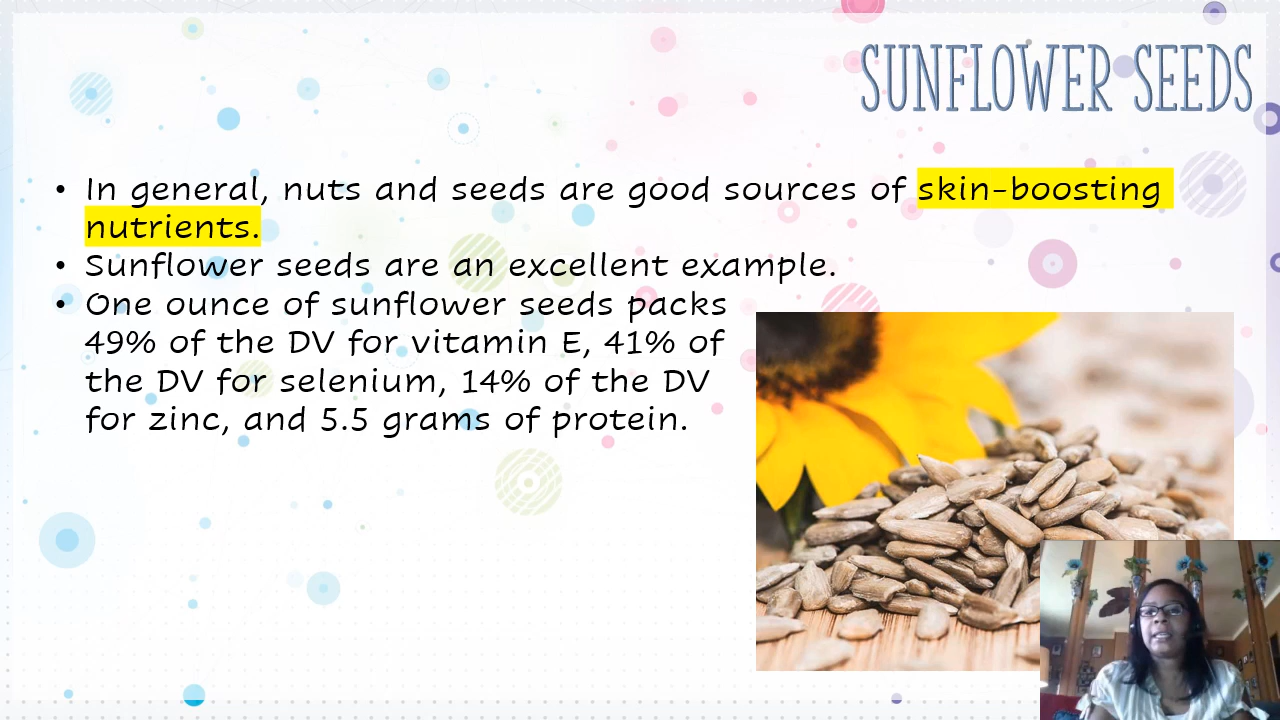 SUNFLOWER SEEDS
• In general, nuts and seeds are good sources of skin-boosting
nutrients.
• Sunflower seeds are an excellent example.
• One ounce of sunflower seeds packs
49% of the DV for vitamin E, 41% of
the DV for selenium, 14% of the DV
for zinc, and 5.5 grams of protein.